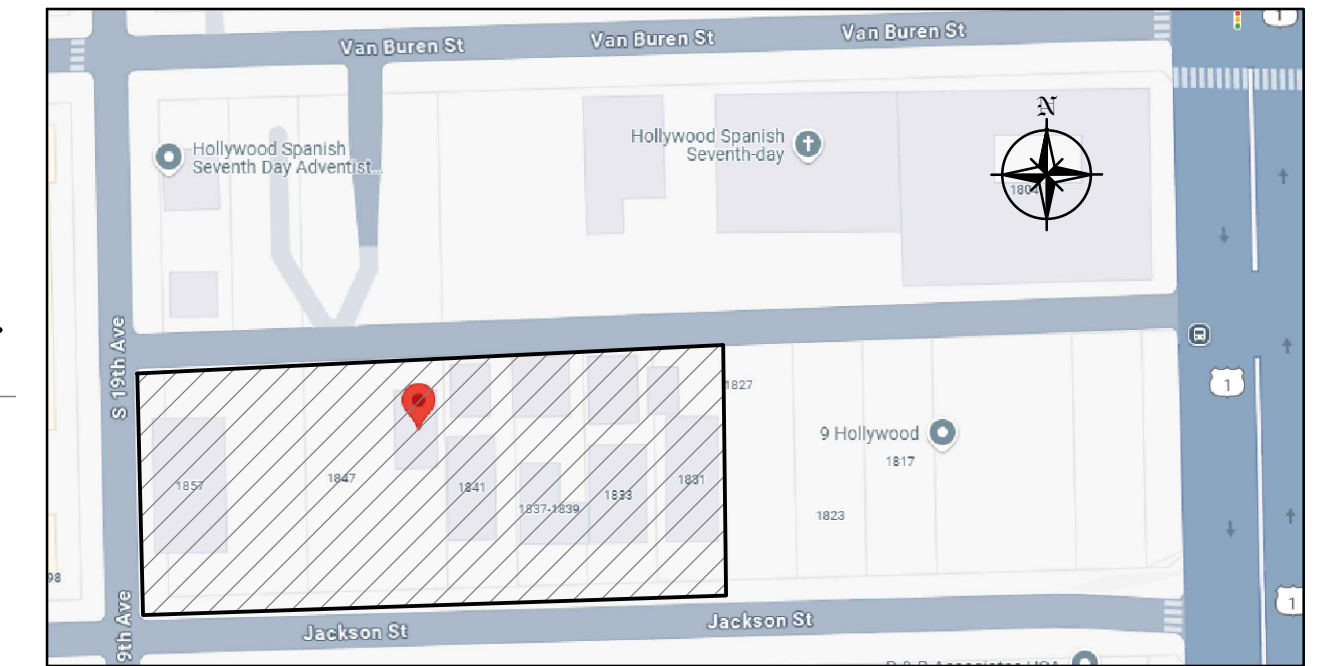 Van Buren St
Van Buren St
Van Buren St
1
N
Hollywood Spanish
Seventh Day Adventist...
Hollywood Spanish
Seventh-day
S 19th Ave
1827
1
9 Hollywood
1817
1857
1847
1841
1837-1839
1833
1831
1823
98
9th Ave
Jackson St
Jackson St
1